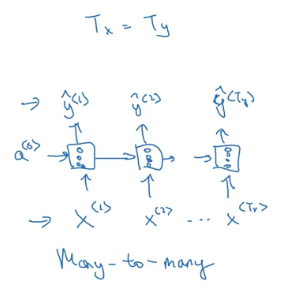 Tx = Ty
ŷ<1> ŷ<2> ŷ<Ty>
a<0>
x<1> x<2> ... x<Tx>
Many-to-many